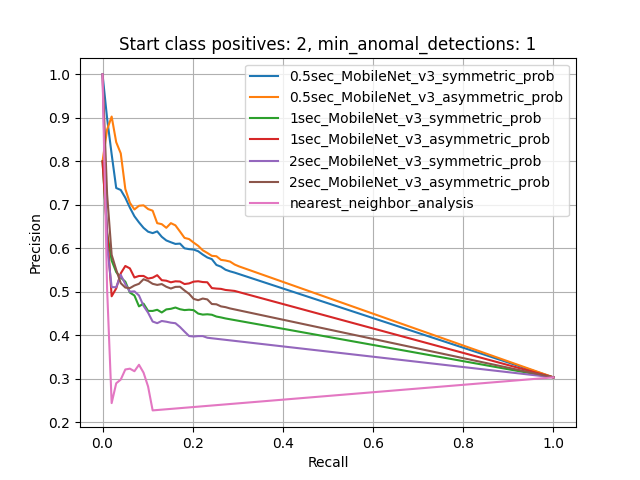 Start class positives: 2, min_anomal_detections: 1
1.0
0.9
0.8
0.7
0.6
0.5
0.4
0.3
0.2
Precision
0.5sec_MobileNet_v3_symmetric_prob
0.5sec_MobileNet_v3_asymmetric_prob
1sec_MobileNet_v3_symmetric_prob
1sec_MobileNet_v3_asymmetric_prob
2sec_MobileNet_v3_symmetric_prob
2sec_MobileNet_v3_asymmetric_prob
nearest_neighbor_analysis
0.0 0.2 0.4 0.6 0.8 1.0
Recall